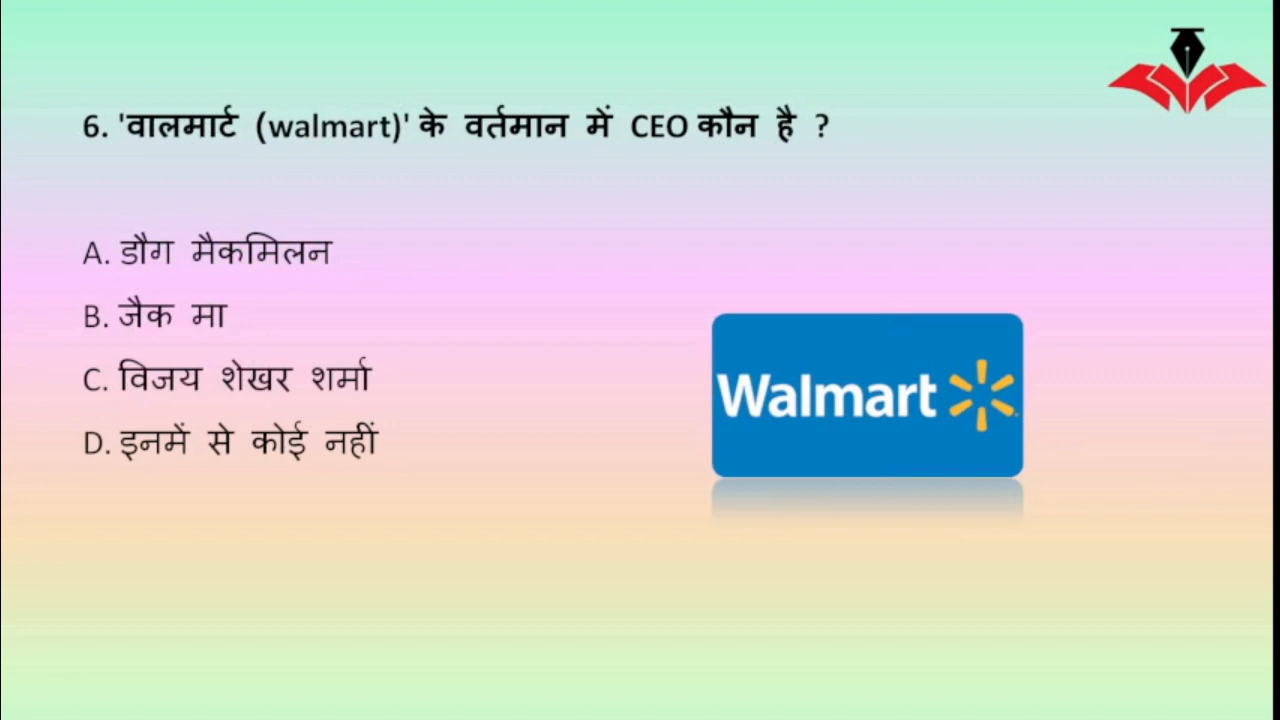 6. 'वालमार्ट (walmart)' के वर्तमान में CEO कौन है ?
A. डौग मैकमिलन
B. जैक मा
C. विजय शेखर शर्मा
D. इनमें से कोई नहीं
Walmart